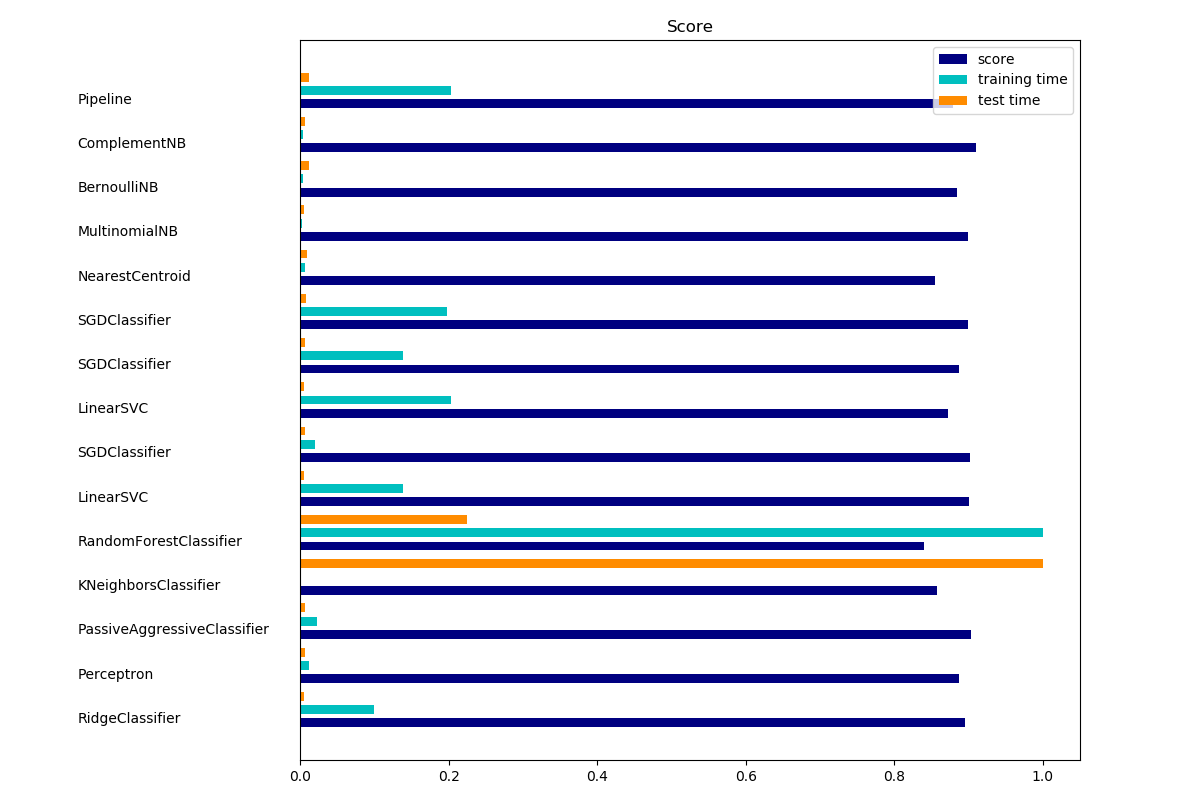 Score
score
training time
test time
Pipeline
ComplementNB
BernoulliNB
MultinomialNB
NearestCentroid
SGDClassifier
SGDClassifier
LinearSVC
SGDClassifier
LinearSVC
RandomForestClassifier
KNeighborsClassifier
PassiveAggressiveClassifier
Perceptron
RidgeClassifier
0.0 0.2 0.4 0.6 0.8 1.0